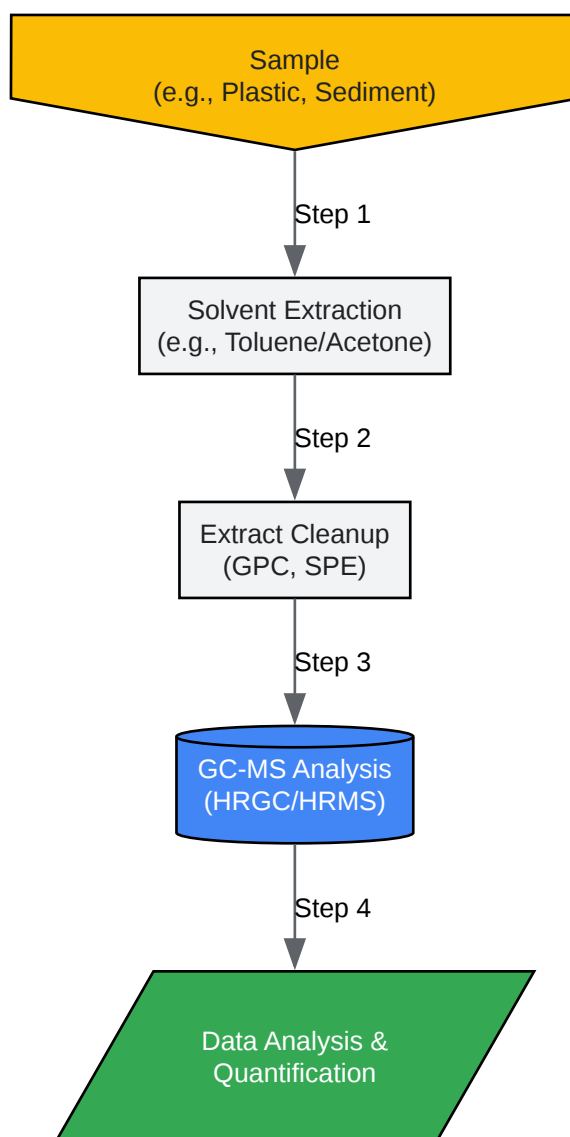 Sample
(e.g., Plastic, Sediment)
Step 1
Solvent Extraction
(e.g., Toluene/Acetone)
Step 2
Extract Cleanup
(GPC, SPE)
Step 3
GC-MS Analysis
(HRGC/HRMS)
Step 4
Data Analysis &
Quantification